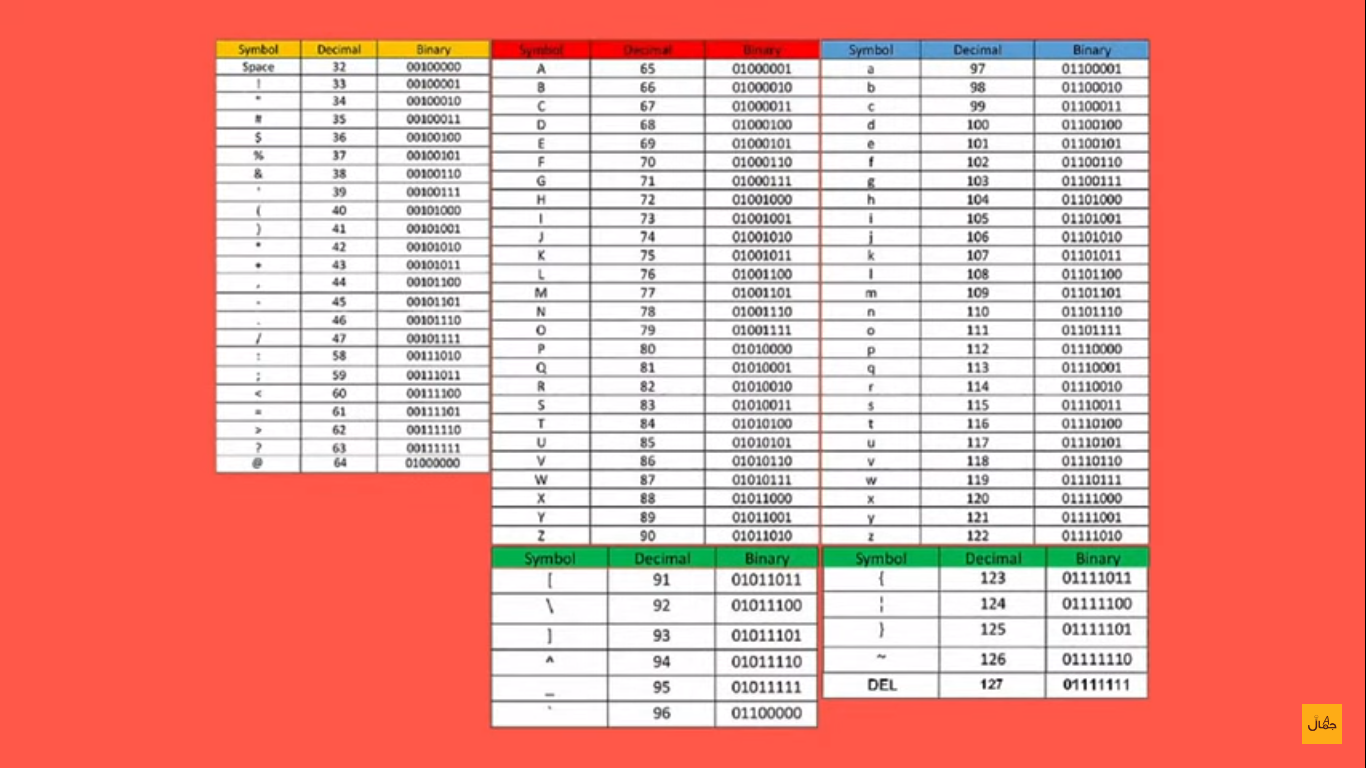 Symbol Decimal Binary
Space 32 00100000
! 33 00100001
" 34 00100010
# 35 00100011
$ 36 00100100
% 37 00100101
& 38 00100110
' 39 00100111
( 40 00101000
) 41 00101001
* 42 00101010
+ 43 00101011
, 44 00101100
- 45 00101101
. 46 00101110
/ 47 00101111
: 58 00111010
; 59 00111011
< 60 00111100
= 61 00111101
> 62 00111110
? 63 00111111
@ 64 01000000
Symbol Decimal Binary
A 65 01000001
B 66 01000010
C 67 01000011
D 68 01000100
E 69 01000101
F 70 01000110
G 71 01000111
H 72 01001000
I 73 01001001
J 74 01001010
K 75 01001011
L 76 01001100
M 77 01001101
N 78 01001110
O 79 01001111
P 80 01010000
Q 81 01010001
R 82 01010010
S 83 01010011
T 84 01010100
U 85 01010101
V 86 01010110
W 87 01010111
X 88 01011000
Y 89 01011001
Z 90 01011010
Symbol Decimal Binary
[ 91 01011011
\ 92 01011100
] 93 01011101
^ 94 01011110
_ 95 01011111
` 96 01100000
Symbol Decimal Binary
a 97 01100001
b 98 01100010
c 99 01100011
d 100 01100100
e 101 01100101
f 102 01100110
g 103 01100111
h 104 01101000
i 105 01101001
j 106 01101010
k 107 01101011
l 108 01101100
m 109 01101101
n 110 01101110
o 111 01101111
p 112 01110000
q 113 01110001
r 114 01110010
s 115 01110011
t 116 01110100
u 117 01110101
v 118 01110110
w 119 01110111
x 120 01111000
y 121 01111001
z 122 01111010
Symbol Decimal Binary
{ 123 01111011
¦ 124 01111100
} 125 01111101
~ 126 01111110
DEL 127 01111111
جمال